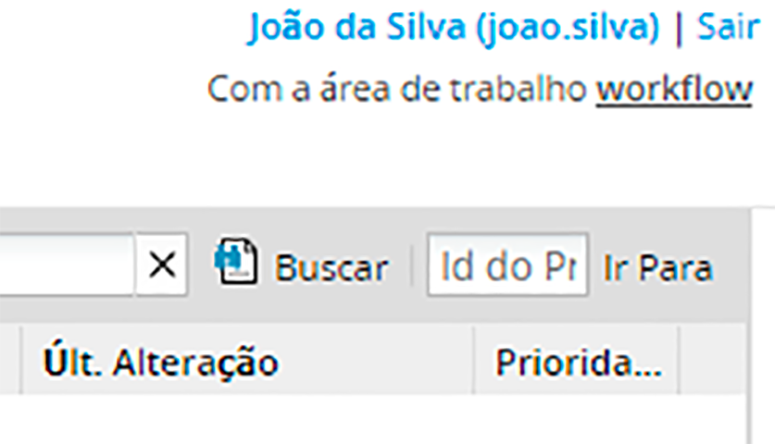 João da Silva (joao.silva) | Sair
Com a área de trabalho workflow
Buscar Id do Pr Ir Para
Últ. Alteração Priorida...